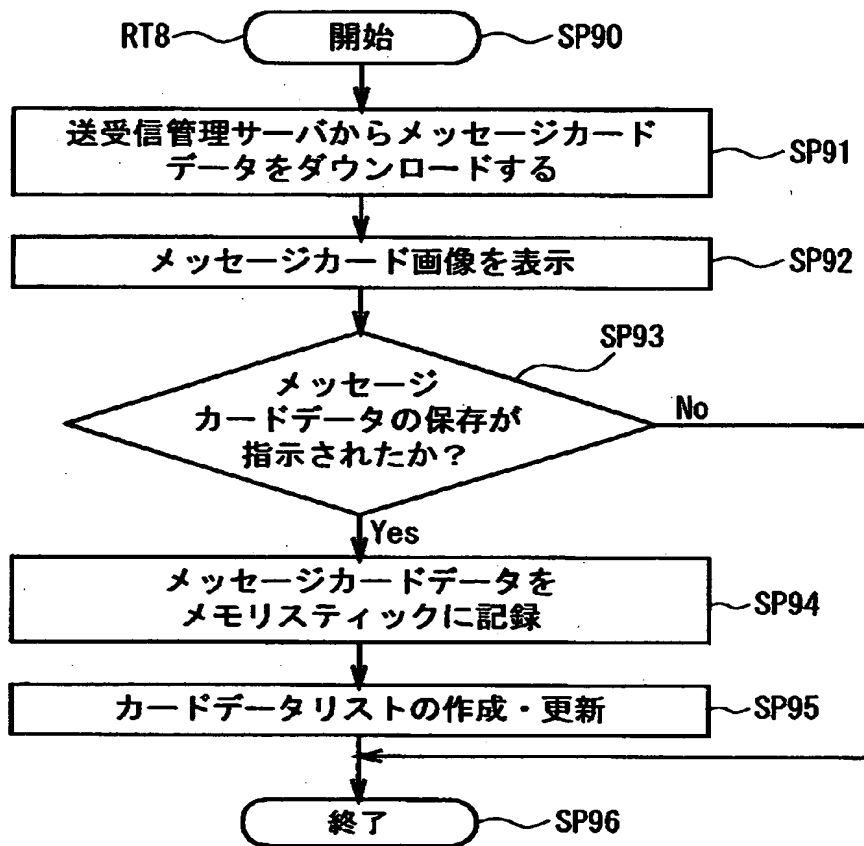 RT8 開始 SP90
送受信管理サーバからメッセージカード
データをダウンロードする SP91
メッセージカード画像を表示 SP92
SP93
メッセージ
カードデータの保存が
指示されたか？
No
Yes
メッセージカードデータを
メモリスティックに記録 SP94
カードデータリストの作成・更新 SP95
終了 SP96